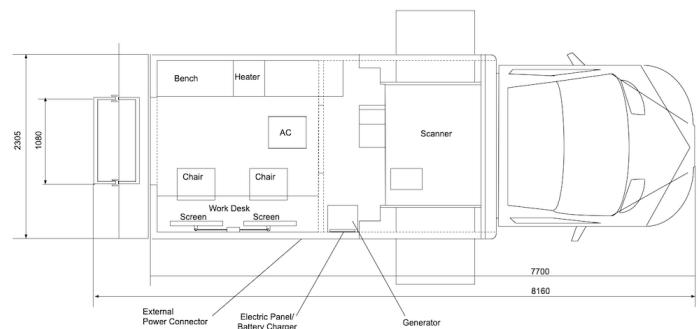 Bench
Heater
AC
Scanner
Chair
Chair
Work Desk
Screen
Screen
2305
1080
7700
8160
External
Power Connector
Electric Panel/
Battery Charger
Generator